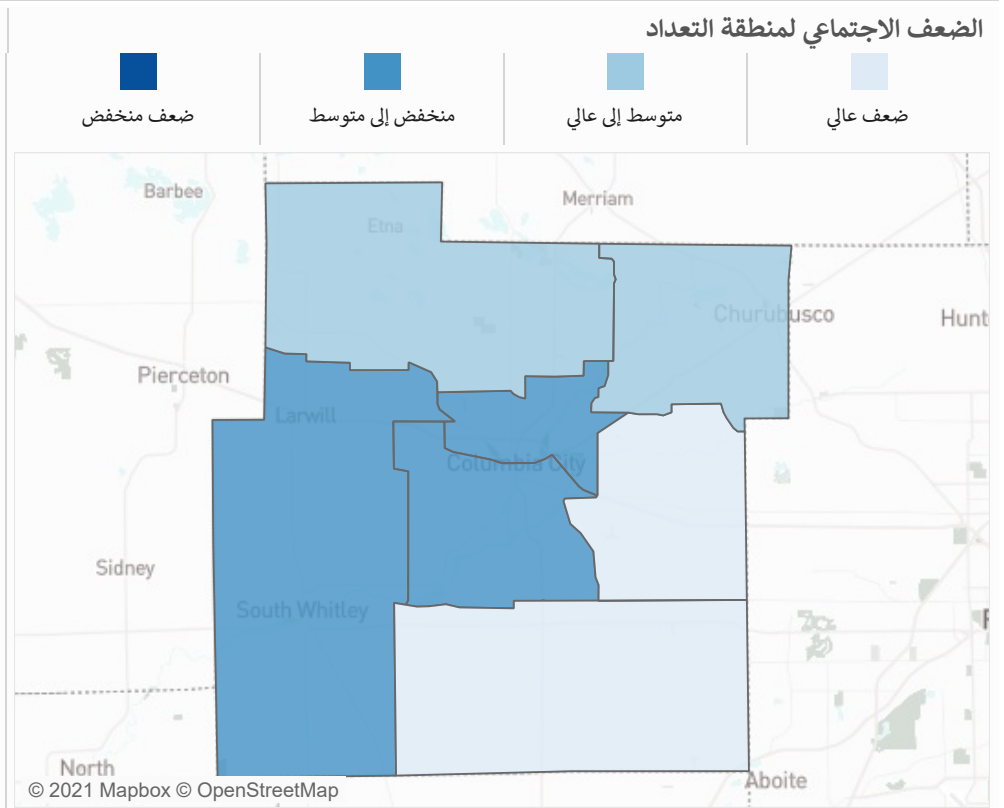 الضعف الاجتماعي لمنطقة التعداد
ضعف عالي
متوسط إلى عالي
منخفض إلى متوسط
ضعف منخفض
Barbee
Merriam
Etna
Churubusco
Hunt
Pierceton
Larwill
Columbia City
Sidney
South Whitley
North
Aboite
© 2021 Mapbox © OpenStreetMap